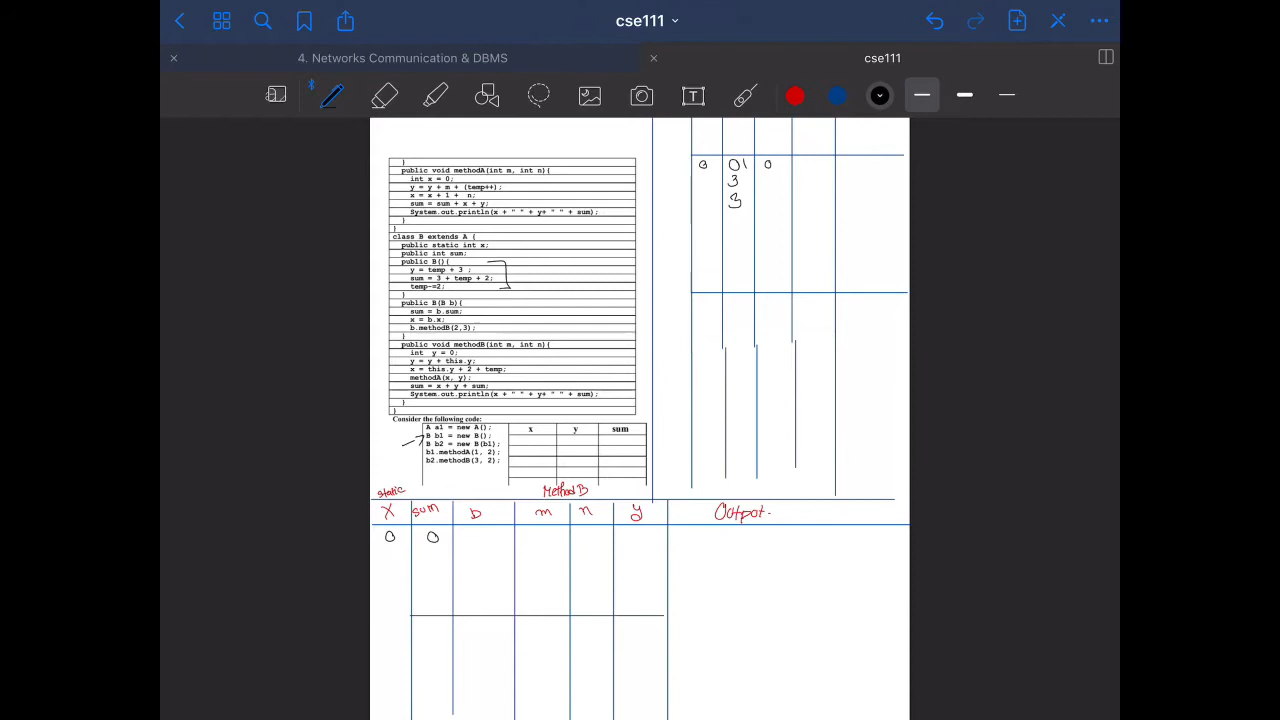 cse111
4. Networks Communication & DBMS
cse111
}
public void methodA(int m, int n){
int x = 0;
y = y + m + (temp++);
x = x + 1 + n;
sum = sum + x + y;
System.out.println(x + " " + y+ " " + sum);
}
}
class B extends A {
public static int x;
public int sum;
public B(){
y = temp + 3 ;
sum = 3 + temp + 2;
temp-=2;
}
public B(B b){
sum = b.sum;
x = b.x;
b.methodB(2,3);
}
public void methodB(int m, int n){
int y = 0;
y = y + this.y;
x = this.y + 2 + temp;
methodA(x, y);
sum = x + y + sum;
System.out.println(x + " " + y+ " " + sum);
}
}
Consider the following code:
A a1 = new A();
B b1 = new B();
B b2 = new B(b1);
b1.methodA(1, 2);
b2.methodB(3, 2);
x y sum
0 01 0
3
3
static MethodB
X sum b m n y Output-
0 0